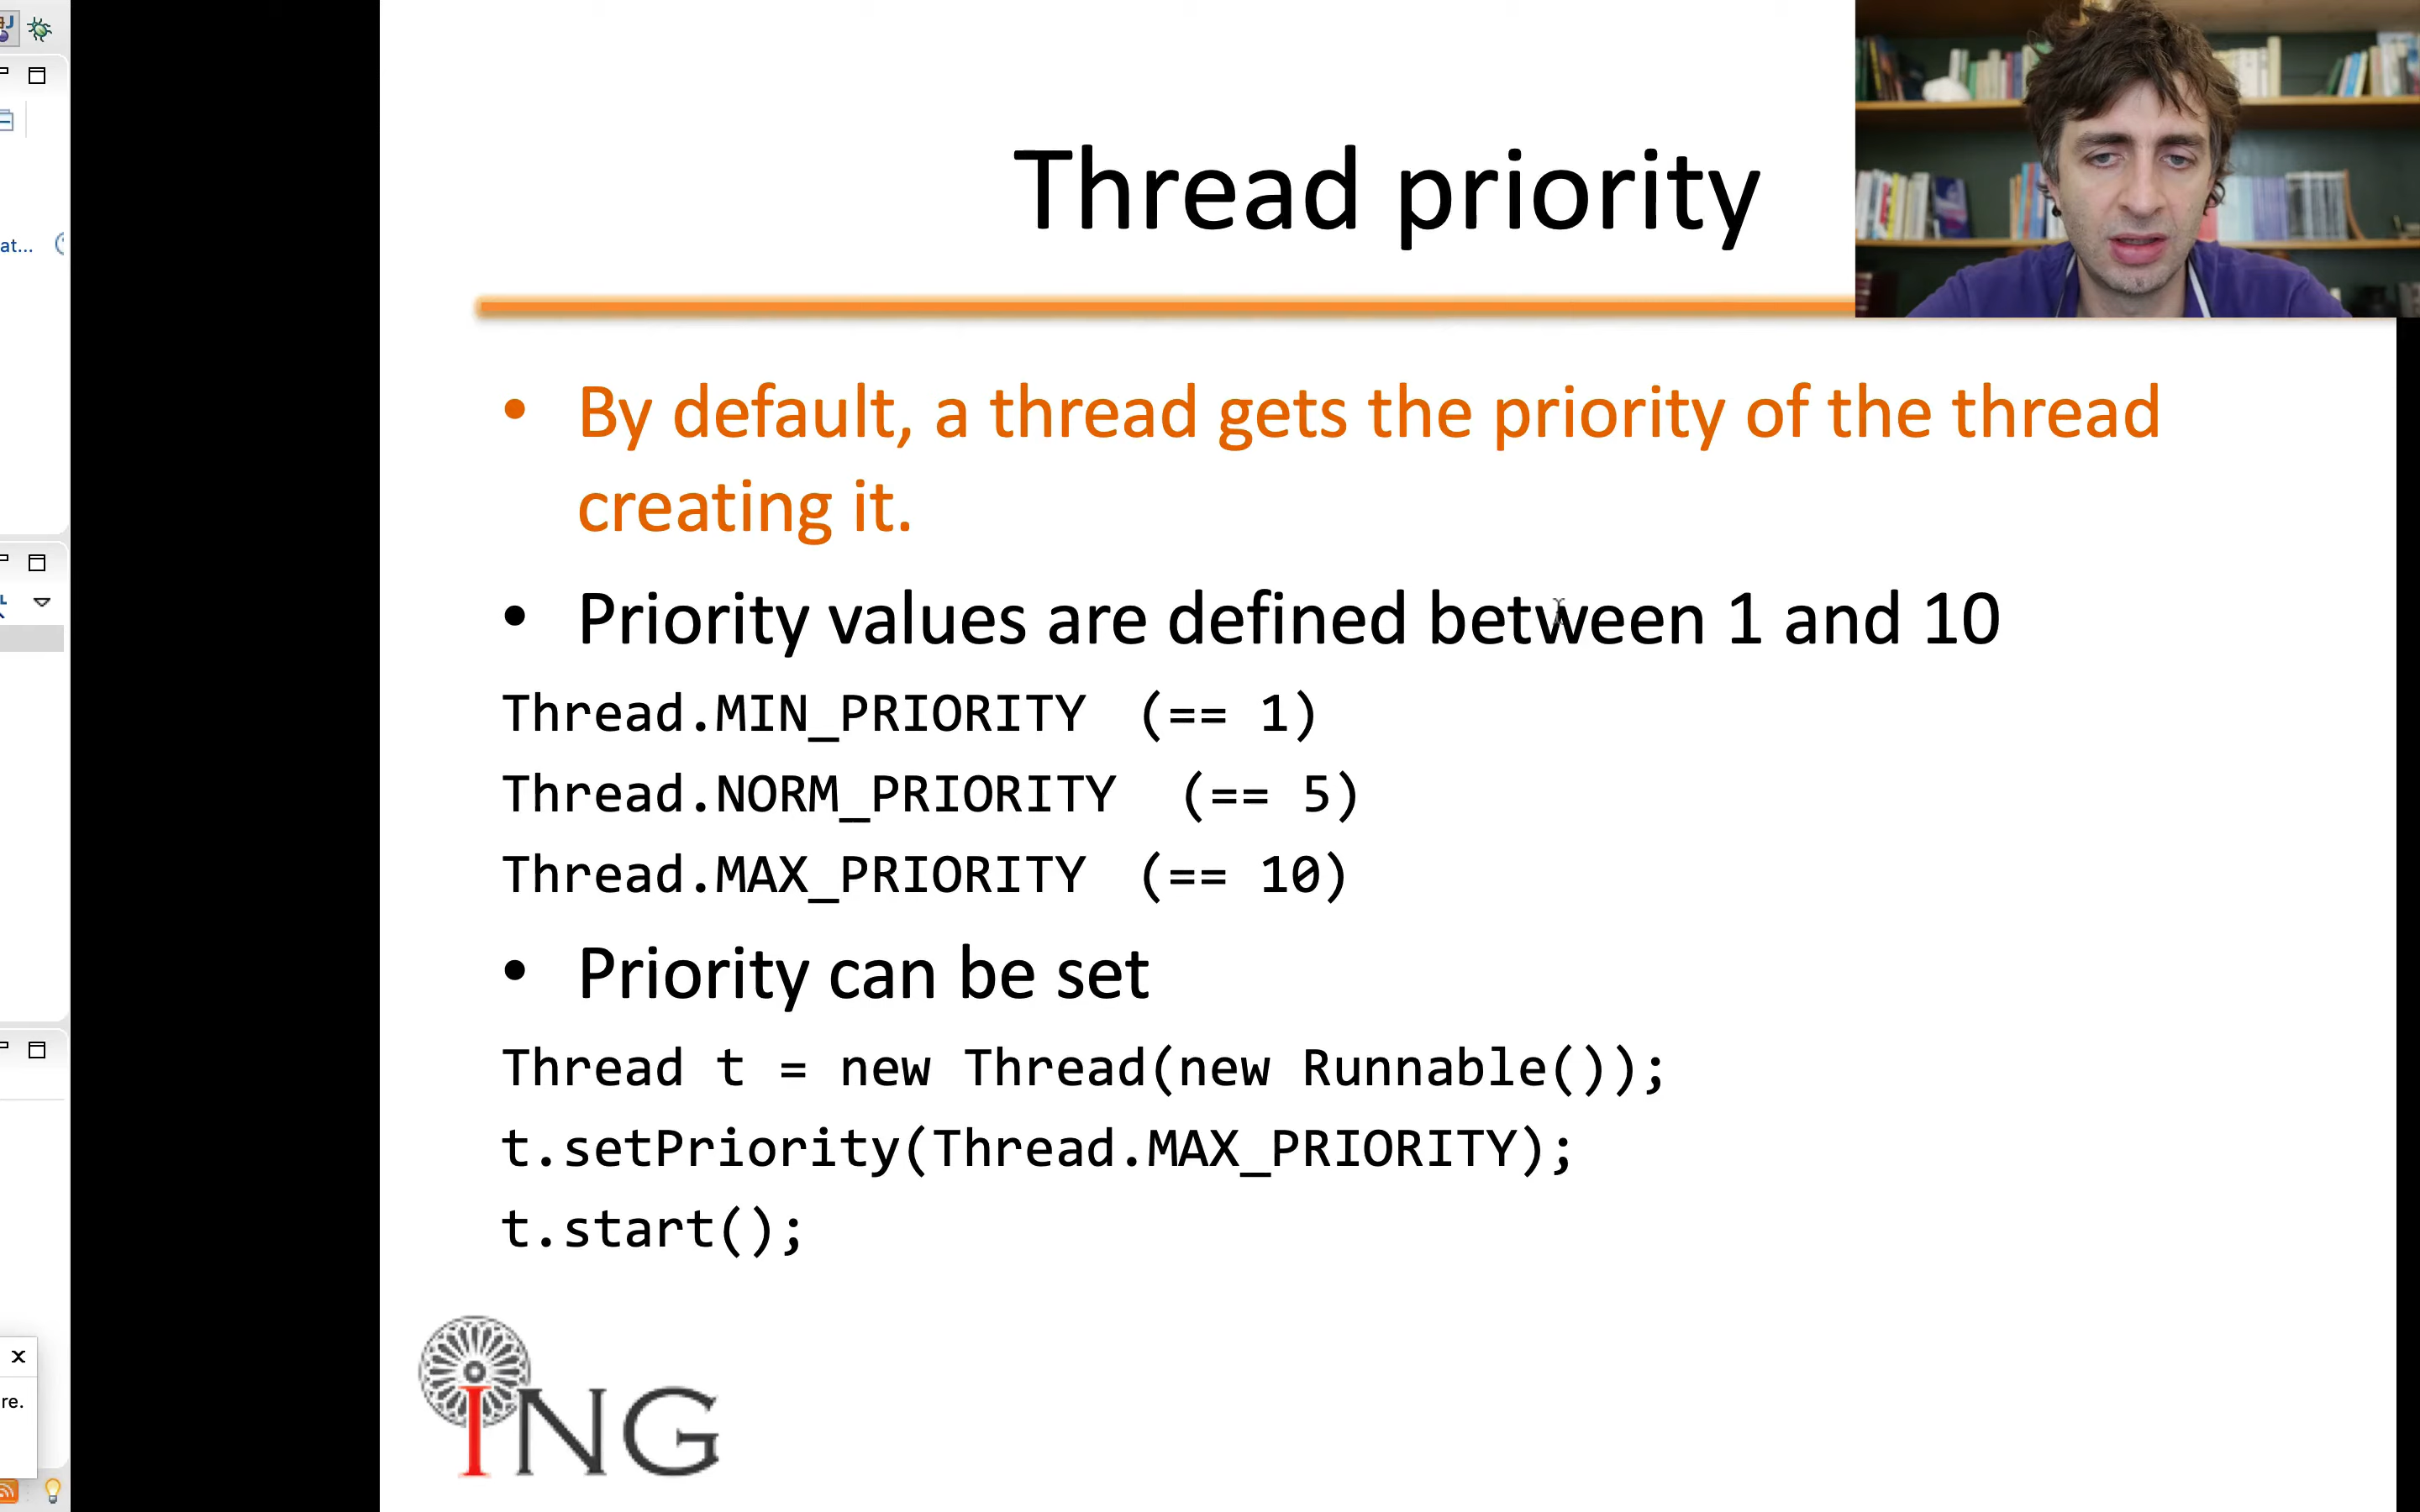 Thread priority
• By default, a thread gets the priority of the thread
creating it.
• Priority values are defined between 1 and 10
Thread.MIN_PRIORITY (== 1)
Thread.NORM_PRIORITY (== 5)
Thread.MAX_PRIORITY (== 10)
• Priority can be set
Thread t = new Thread(new Runnable());
t.setPriority(Thread.MAX_PRIORITY);
t.start();
ING
at...
re.